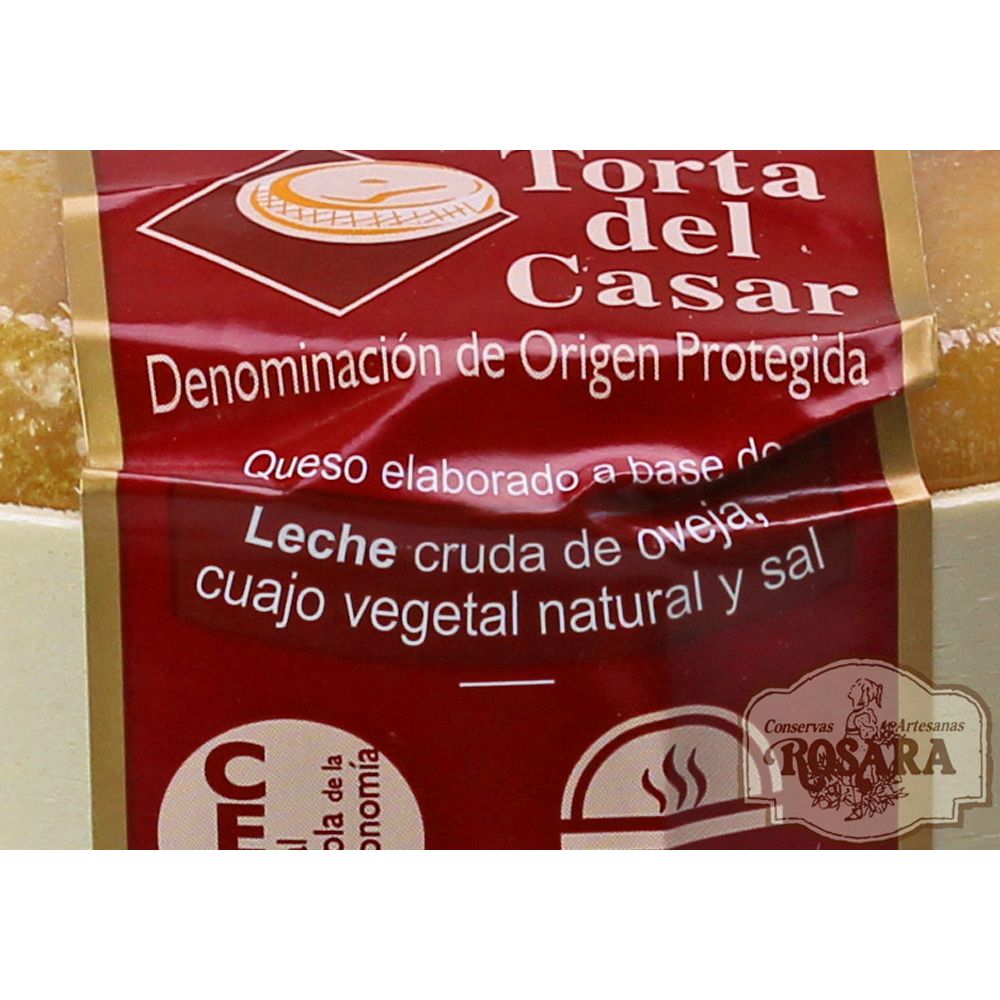 Torta
del
Casar
Denominación de Origen Protegida
Queso elaborado a base de
Leche cruda de oveja,
cuajo vegetal natural y sal
Conservas Artesanas
ROSARA